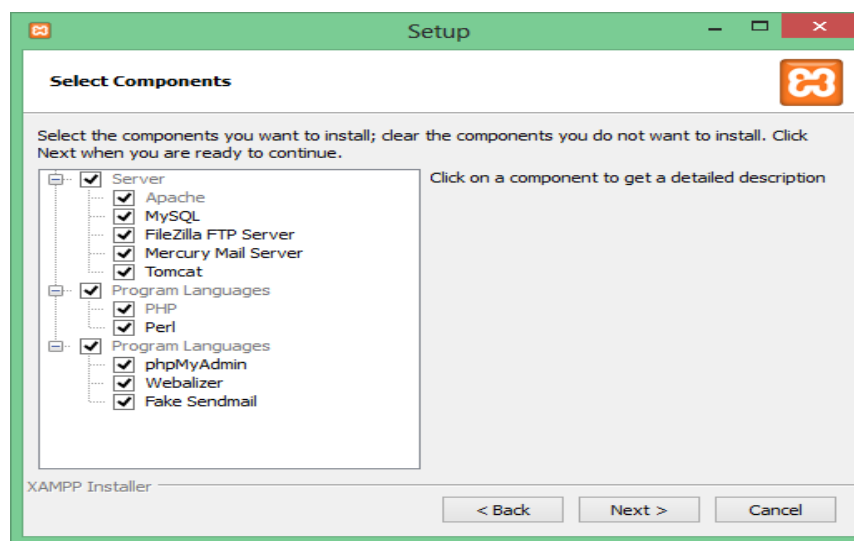 Setup
Select Components
Select the components you want to install; clear the components you do not want to install. Click
Next when you are ready to continue.
Server
Apache
MySQL
FileZilla FTP Server
Mercury Mail Server
Tomcat
Program Languages
PHP
Perl
Program Languages
phpMyAdmin
Webalizer
Fake Sendmail
Click on a component to get a detailed description
XAMPP Installer
< Back
Next >
Cancel